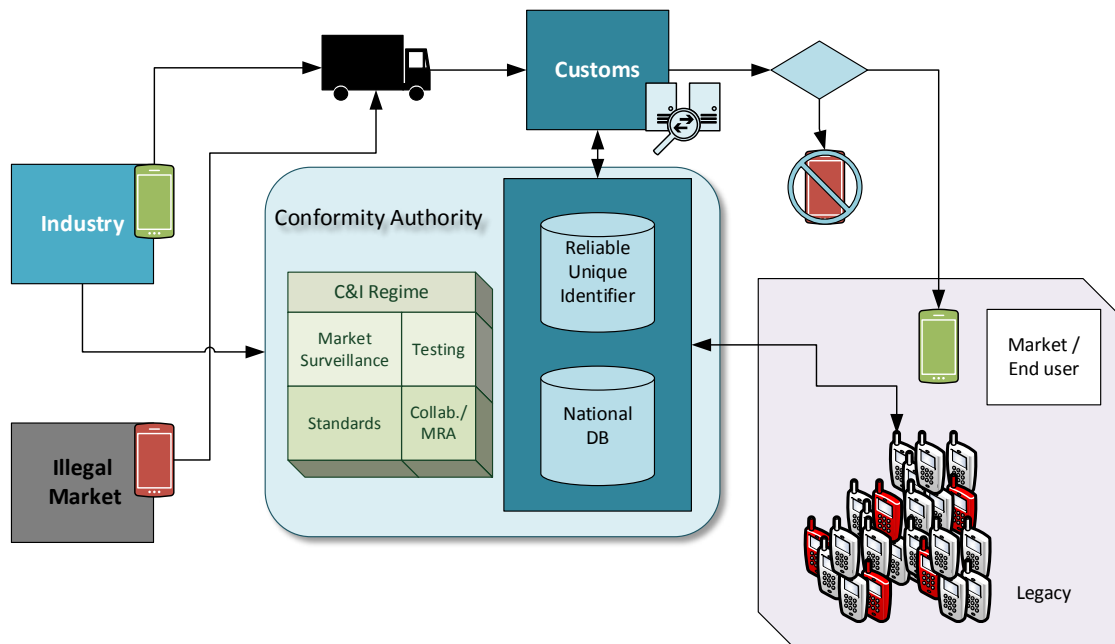 Customs
Industry
Conformity Authority
Reliable
Unique
Identifier
C&I Regime
Market
Surveillance
Testing
Market /
End user
Standards
Collab./
MRA
National
DB
Illegal
Market
Legacy